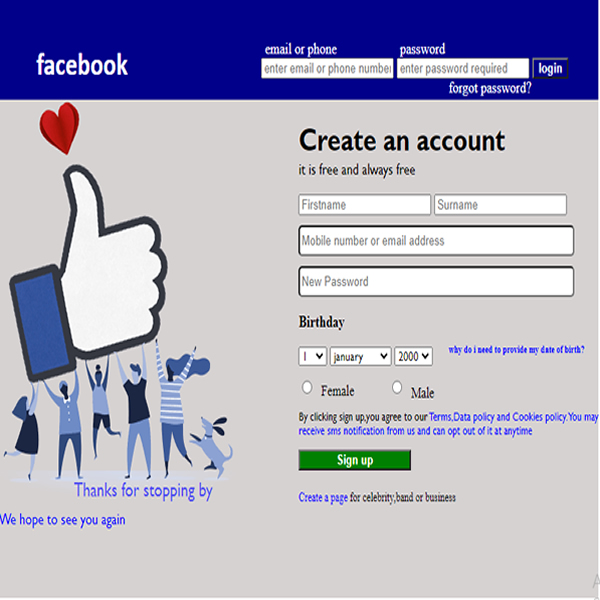 facebook
email or phone password
enter email or phone number enter password required login
forgot password?
Create an account
it is free and always free
Firstname Surname
Mobile number or email address
New Password
Birthday
1 january 2000 why do i need to provide my date of birth?
Female Male
By clicking sign up,you agree to our Terms,Data policy and Cookies policy.You may
receive sms notification from us and can opt out of it at anytime
Sign up
Create a page for celebrity,band or business
Thanks for stopping by
We hope to see you again